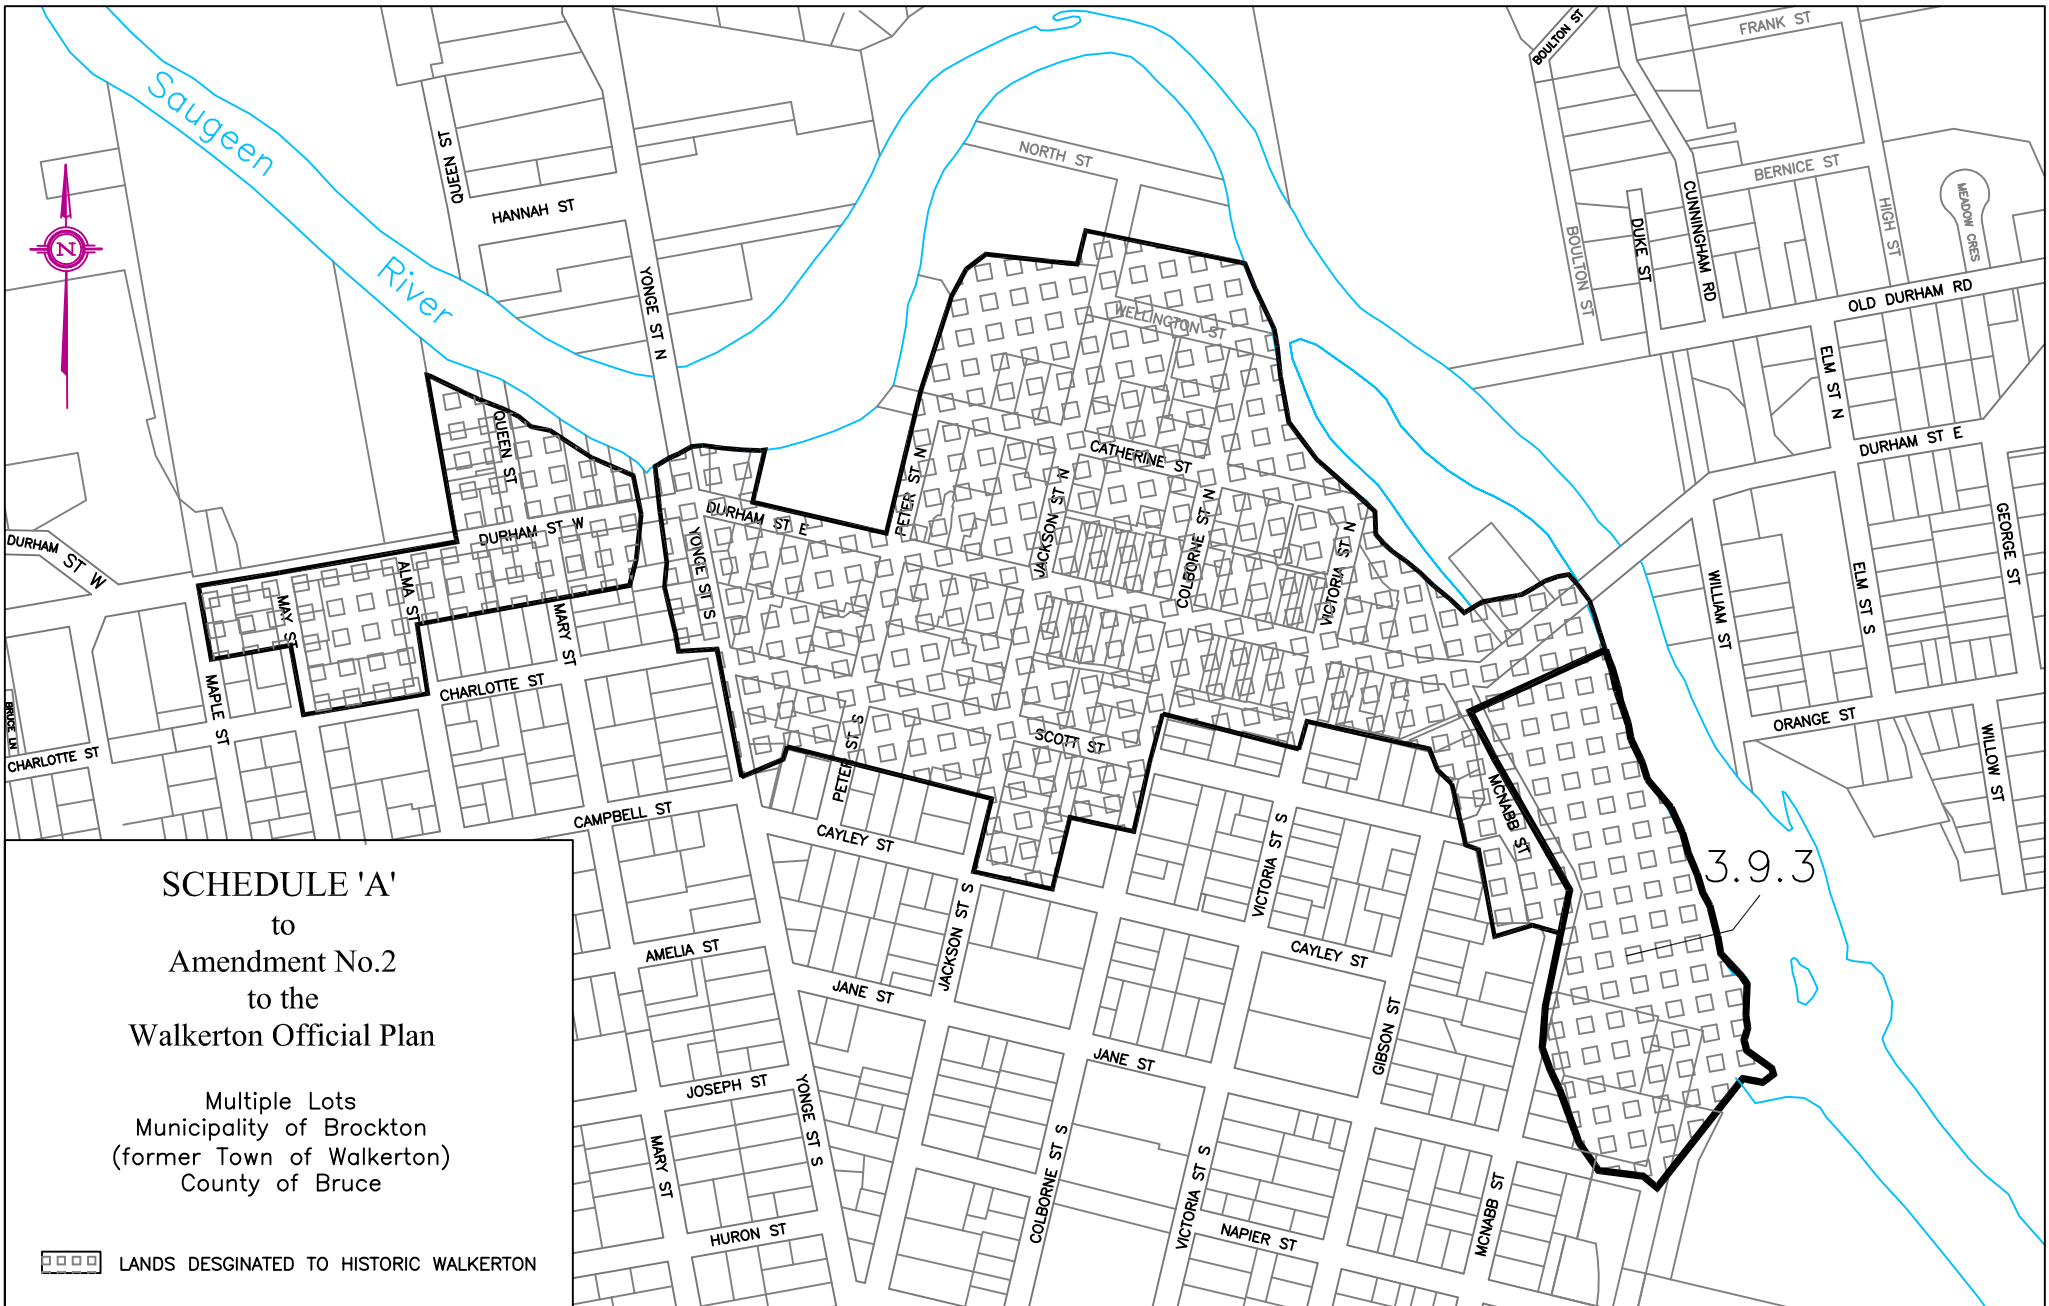 BOULTON ST
FRANK ST
Saugeen
River
QUEEN ST
HANNAH ST
YONGE ST N
NORTH ST
BERNICE ST
MEADOW CRES
HIGH ST
CUNNINGHAM RD
DUKE ST
BOULTON ST
OLD DURHAM RD
N
WELLINGTON ST
ELM ST N
DURHAM ST E
QUEEN ST
CATHERINE ST
PETER ST N
JACKSON ST N
COLBORNE ST N
VICTORIA ST N
DURHAM ST E
DURHAM ST W
DURHAM ST W
YONGE ST S
ALMA ST
MAY ST
MARY ST
GEORGE ST
WILLIAM ST
ELM ST S
MAPLE ST
CHARLOTTE ST
BRUCE LN
CHARLOTTE ST
ORANGE ST
WILLOW ST
SCOTT ST
PETER ST S
MCNABB ST
CAMPBELL ST
CAYLEY ST
VICTORIA ST S
3.9.3
JACKSON ST S
CAYLEY ST
AMELIA ST
JANE ST
GIBSON ST
JANE ST
JOSEPH ST
YONGE ST S
MARY ST
COLBORNE ST S
VICTORIA ST S
MCNABB ST
HURON ST
NAPIER ST
SCHEDULE 'A'
to
Amendment No.2
to the
Walkerton Official Plan
Multiple Lots
Municipality of Brockton
(former Town of Walkerton)
County of Bruce
LANDS DESGINATED TO HISTORIC WALKERTON